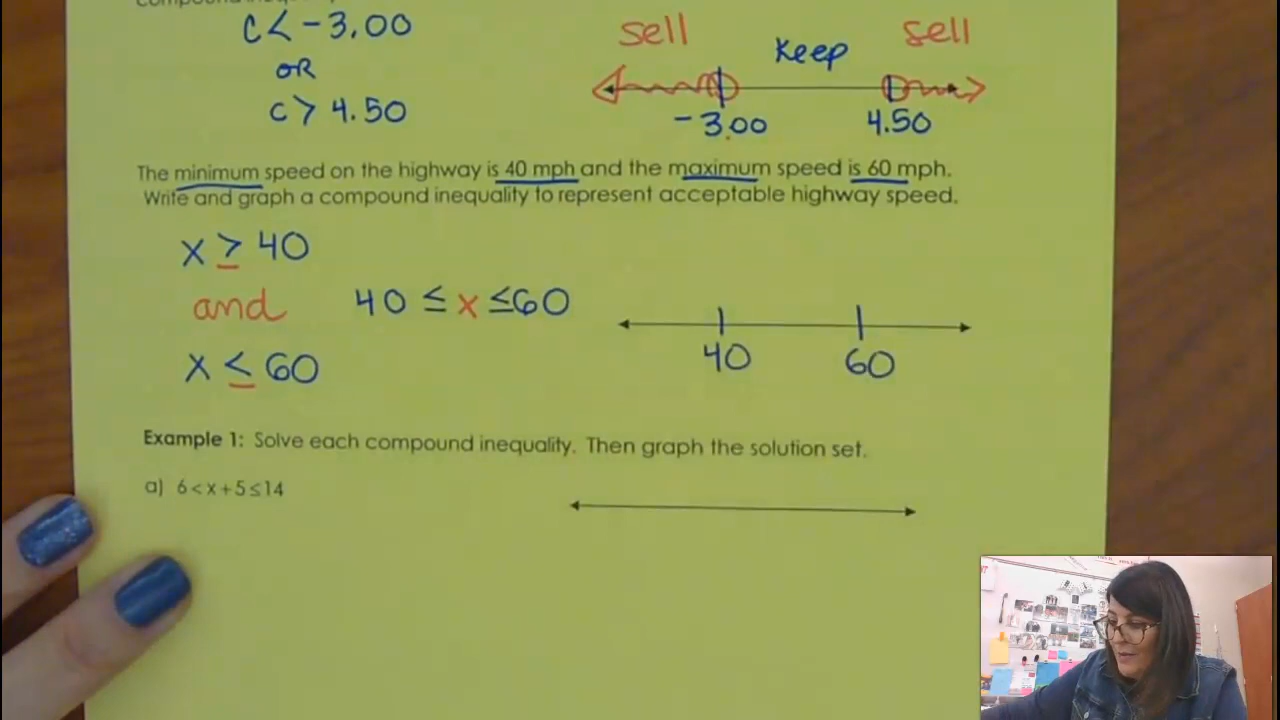 c < -3.00
OR
c > 4.50
sell sell
Keep
-3.00 4.50
The minimum speed on the highway is 40 mph and the maximum speed is 60 mph.
Write and graph a compound inequality to represent acceptable highway speed.
x ≥ 40
and 40 ≤ x ≤ 60
x ≤ 60
40 60
Example 1: Solve each compound inequality. Then graph the solution set.
a) 6 < x + 5 ≤ 14